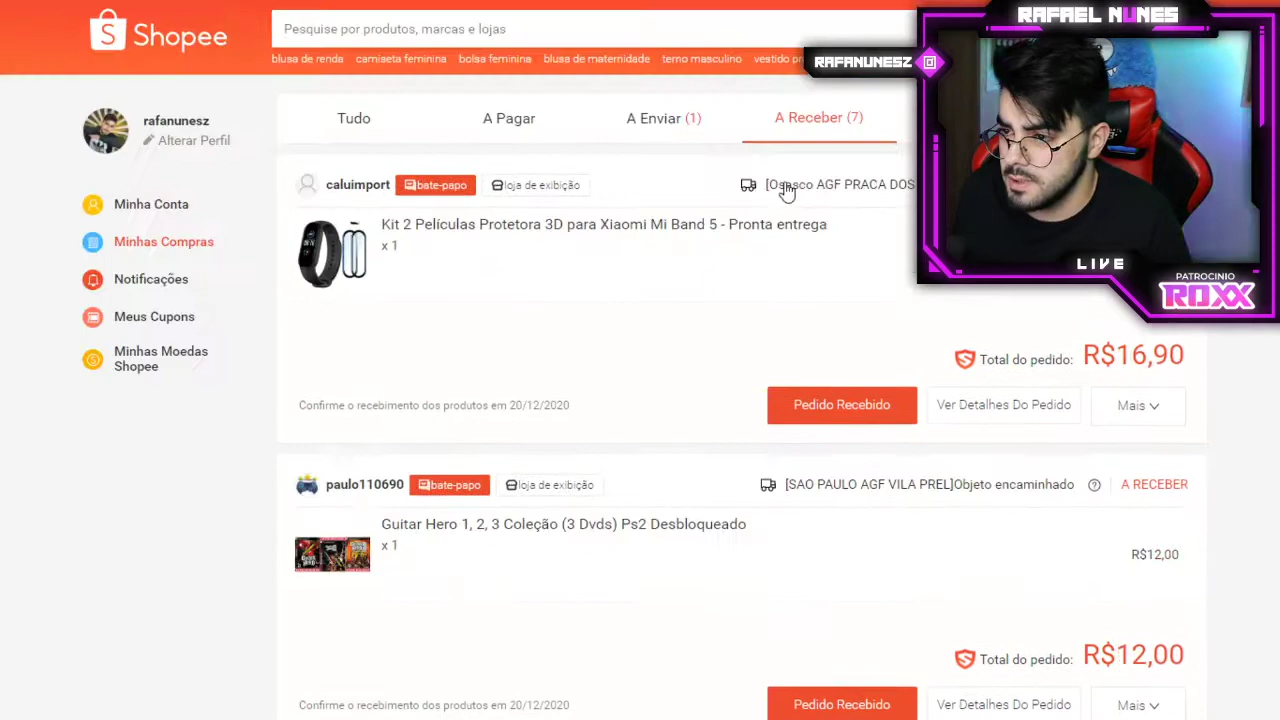 Shopee
Pesquise por produtos, marcas e lojas
blusa de renda camiseta feminina bolsa feminina blusa de maternidade terno masculino vestido
RAFAEL NUNES
RAFANUNESZ
LIVE
PATROCINIO
ROXX
rafanunesz
Alterar Perfil
Minha Conta
Minhas Compras
Notificações
Meus Cupons
Minhas Moedas
Shopee
Tudo A Pagar A Enviar (1) A Receber (7)
caluimport bate-papo loja de exibição [Osasco AGF PRACA DOS
Kit 2 Películas Protetora 3D para Xiaomi Mi Band 5 - Pronta entrega
x 1
Total do pedido: R$16,90
Confirme o recebimento dos produtos em 20/12/2020 Pedido Recebido Ver Detalhes Do Pedido Mais
paulo110690 bate-papo loja de exibição [SAO PAULO AGF VILA PREL]Objeto encaminhado A RECEBER
Guitar Hero 1, 2, 3 Coleção (3 Dvds) Ps2 Desbloqueado
x 1
R$12,00
Total do pedido: R$12,00
Confirme o recebimento dos produtos em 20/12/2020 Pedido Recebido Ver Detalhes Do Pedido Mais